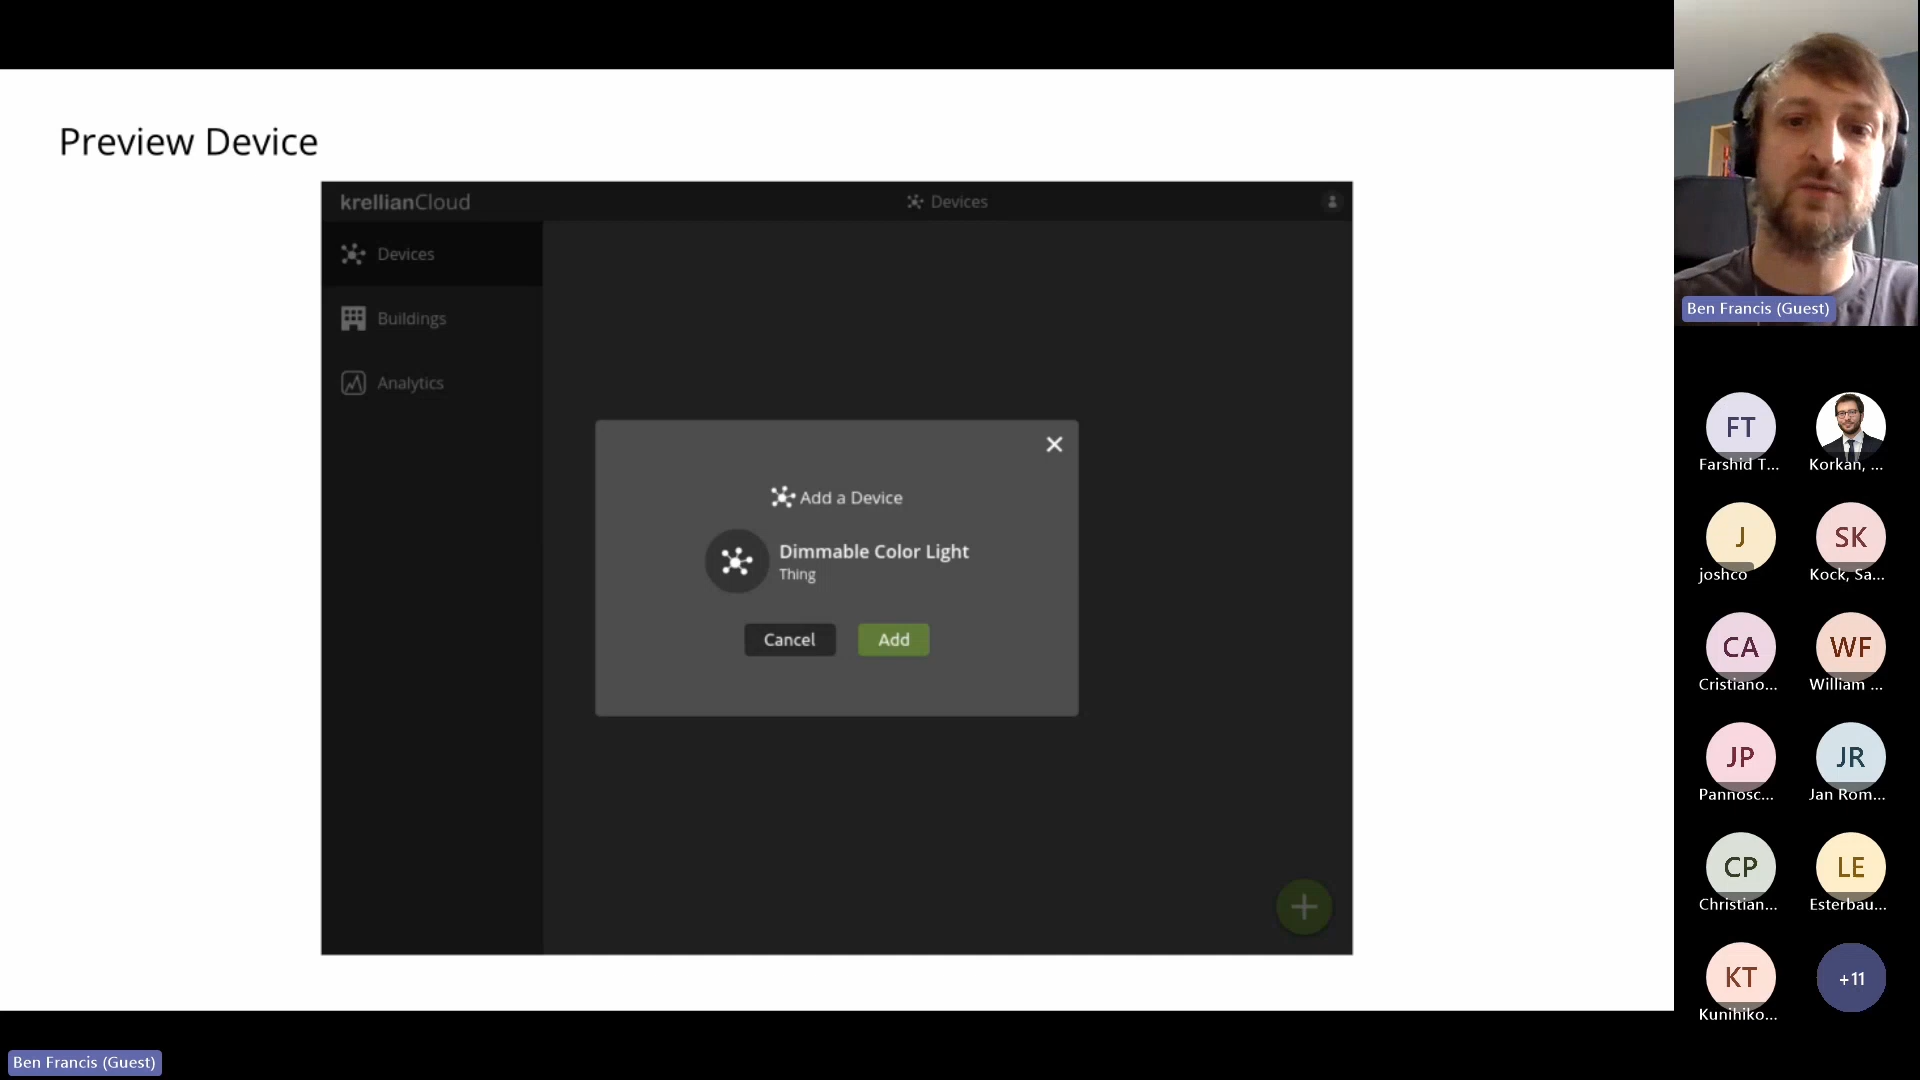 Preview Device
krellianCloud
Devices
Devices
Buildings
Analytics
Add a Device
Dimmable Color Light
Thing
Cancel
Add
Ben Francis (Guest)
FT
Farshid T...
Korkan, ...
J
joshco
SK
Kock, Sa...
CA
Cristiano...
WF
William ...
JP
Pannosc...
JR
Jan Rom...
CP
Christian...
LE
Esterbau...
KT
Kunihiko...
+11
Ben Francis (Guest)